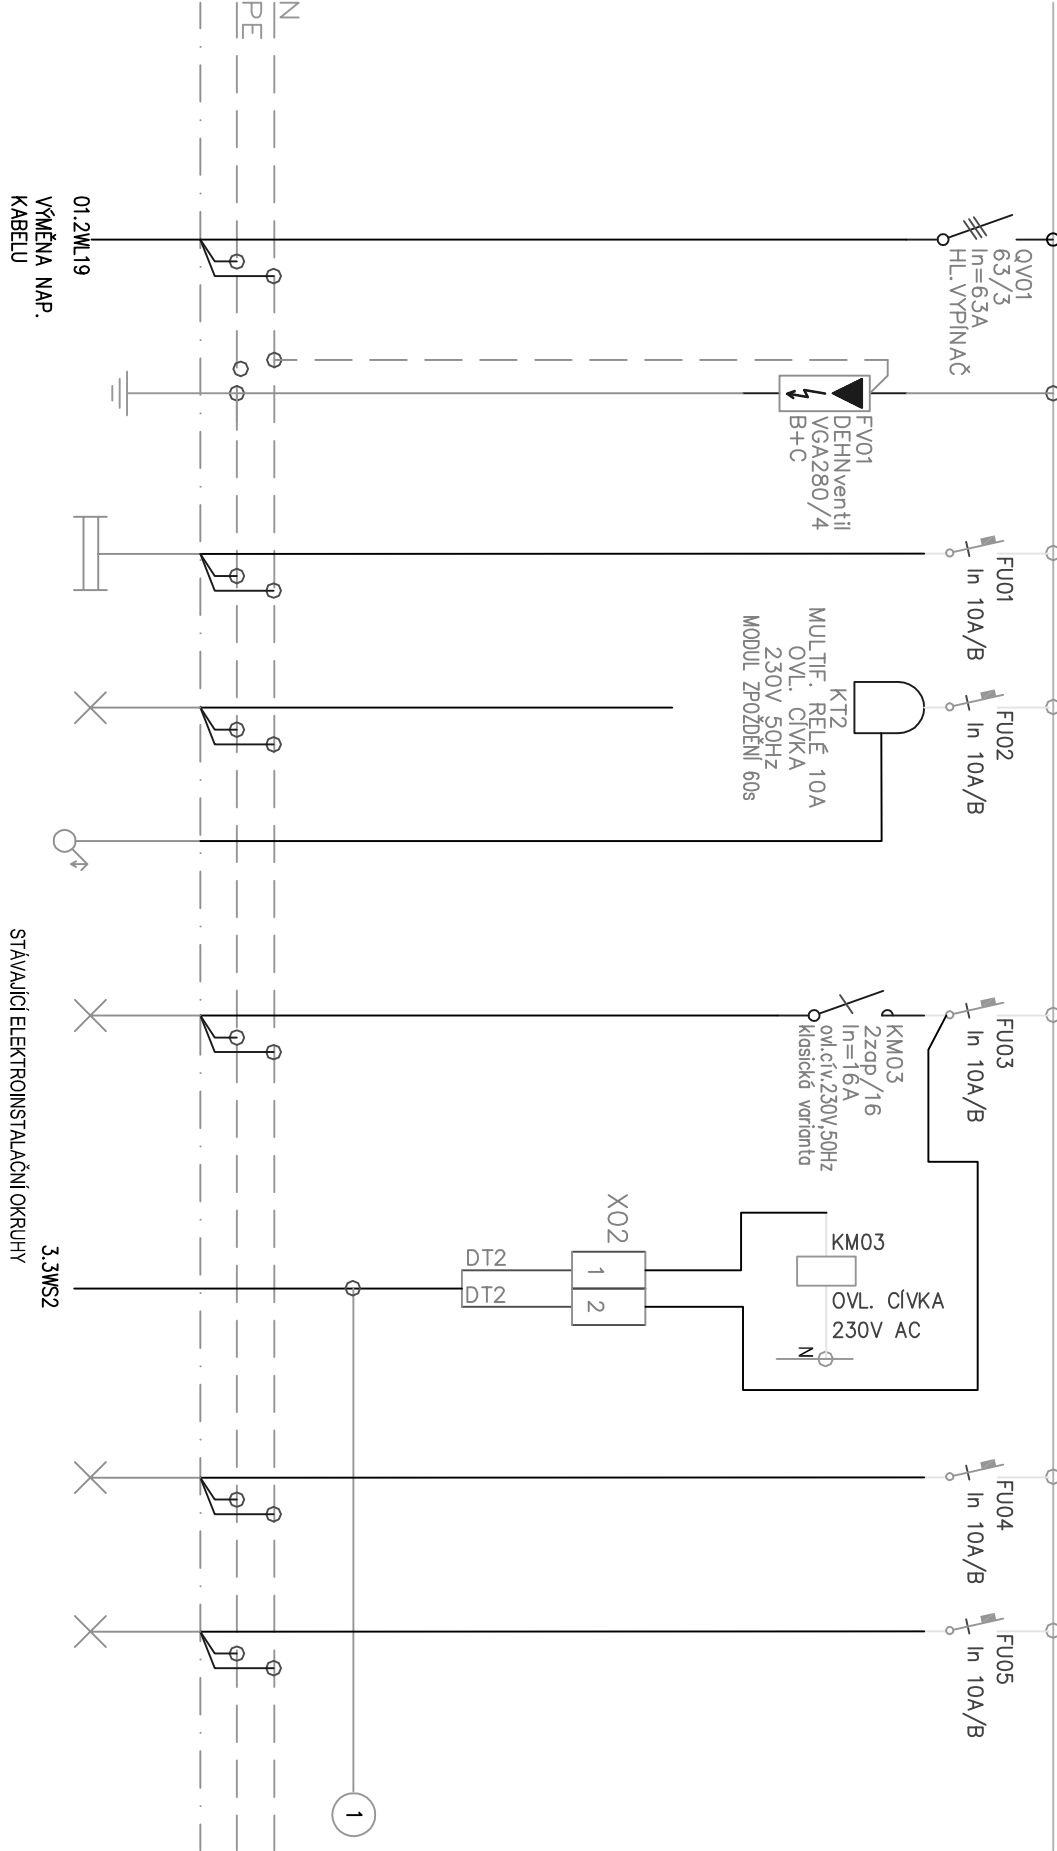 N
PE
QV01
63/3
In=63A
HL.VYPÍNAČ
01.2WL19
VÝMĚNA NAP.
KABELU
FV01
DEHNventil
VGA280/4
B+C
FU01
In 10A/B
FU02
In 10A/B
KT2
MULTIF. RELÉ 10A
OVL. CÍVKA
230V 50Hz
MODUL ZPOŽDĚNÍ 60s
FU03
In 10A/B
KM03
2zap/16
In=16A
ovl.cív.230V,50Hz
klasická varianta
STÁVAJÍCÍ ELEKTROINSTALAČNÍ OKRUHY
X02
1
2
DT2
DT2
KM03
OVL. CÍVKA
230V AC
N
3.3WS2
FU04
In 10A/B
FU05
In 10A/B
1